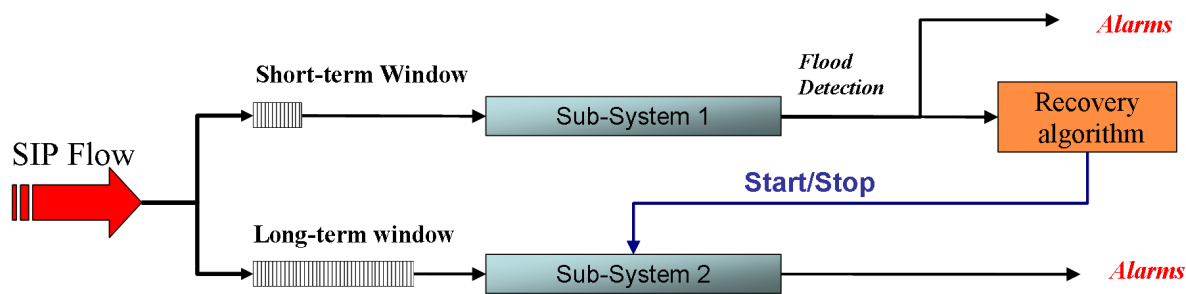 Alarms
Flood
Detection
Short-term Window
Sub-System 1
Recovery
algorithm
SIP Flow
Start/Stop
Long-term window
Sub-System 2
Alarms